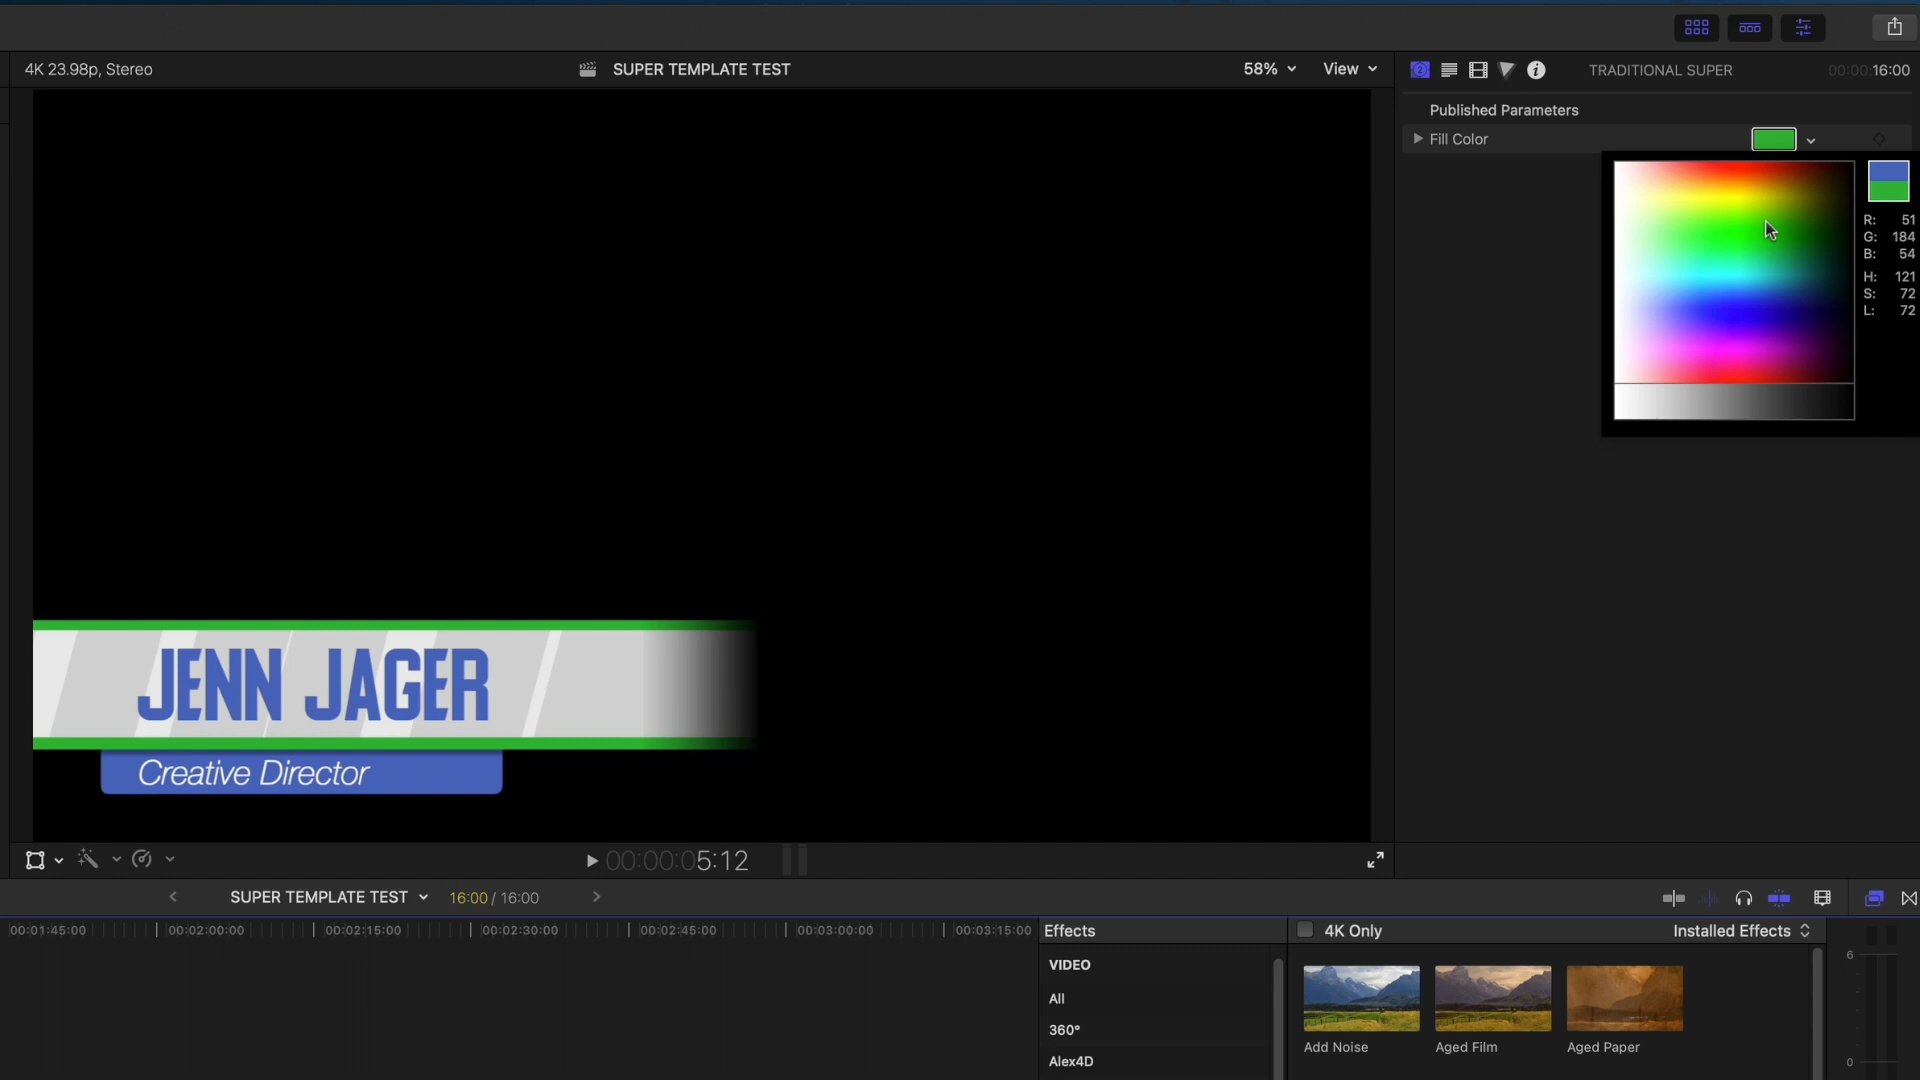 4K 23.98p, Stereo
SUPER TEMPLATE TEST
58%
View
TRADITIONAL SUPER
00:00:16:00
Published Parameters
Fill Color
R: 51
G: 184
B: 54
H: 121
S: 72
L: 72
JENN JAGER
Creative Director
00:00:05:12
SUPER TEMPLATE TEST
16:00 / 16:00
00:01:45:00
00:02:00:00
00:02:15:00
00:02:30:00
00:02:45:00
00:03:00:00
00:03:15:00
Effects
4K Only
Installed Effects
VIDEO
All
360°
Alex4D
Add Noise
Aged Film
Aged Paper
6
0